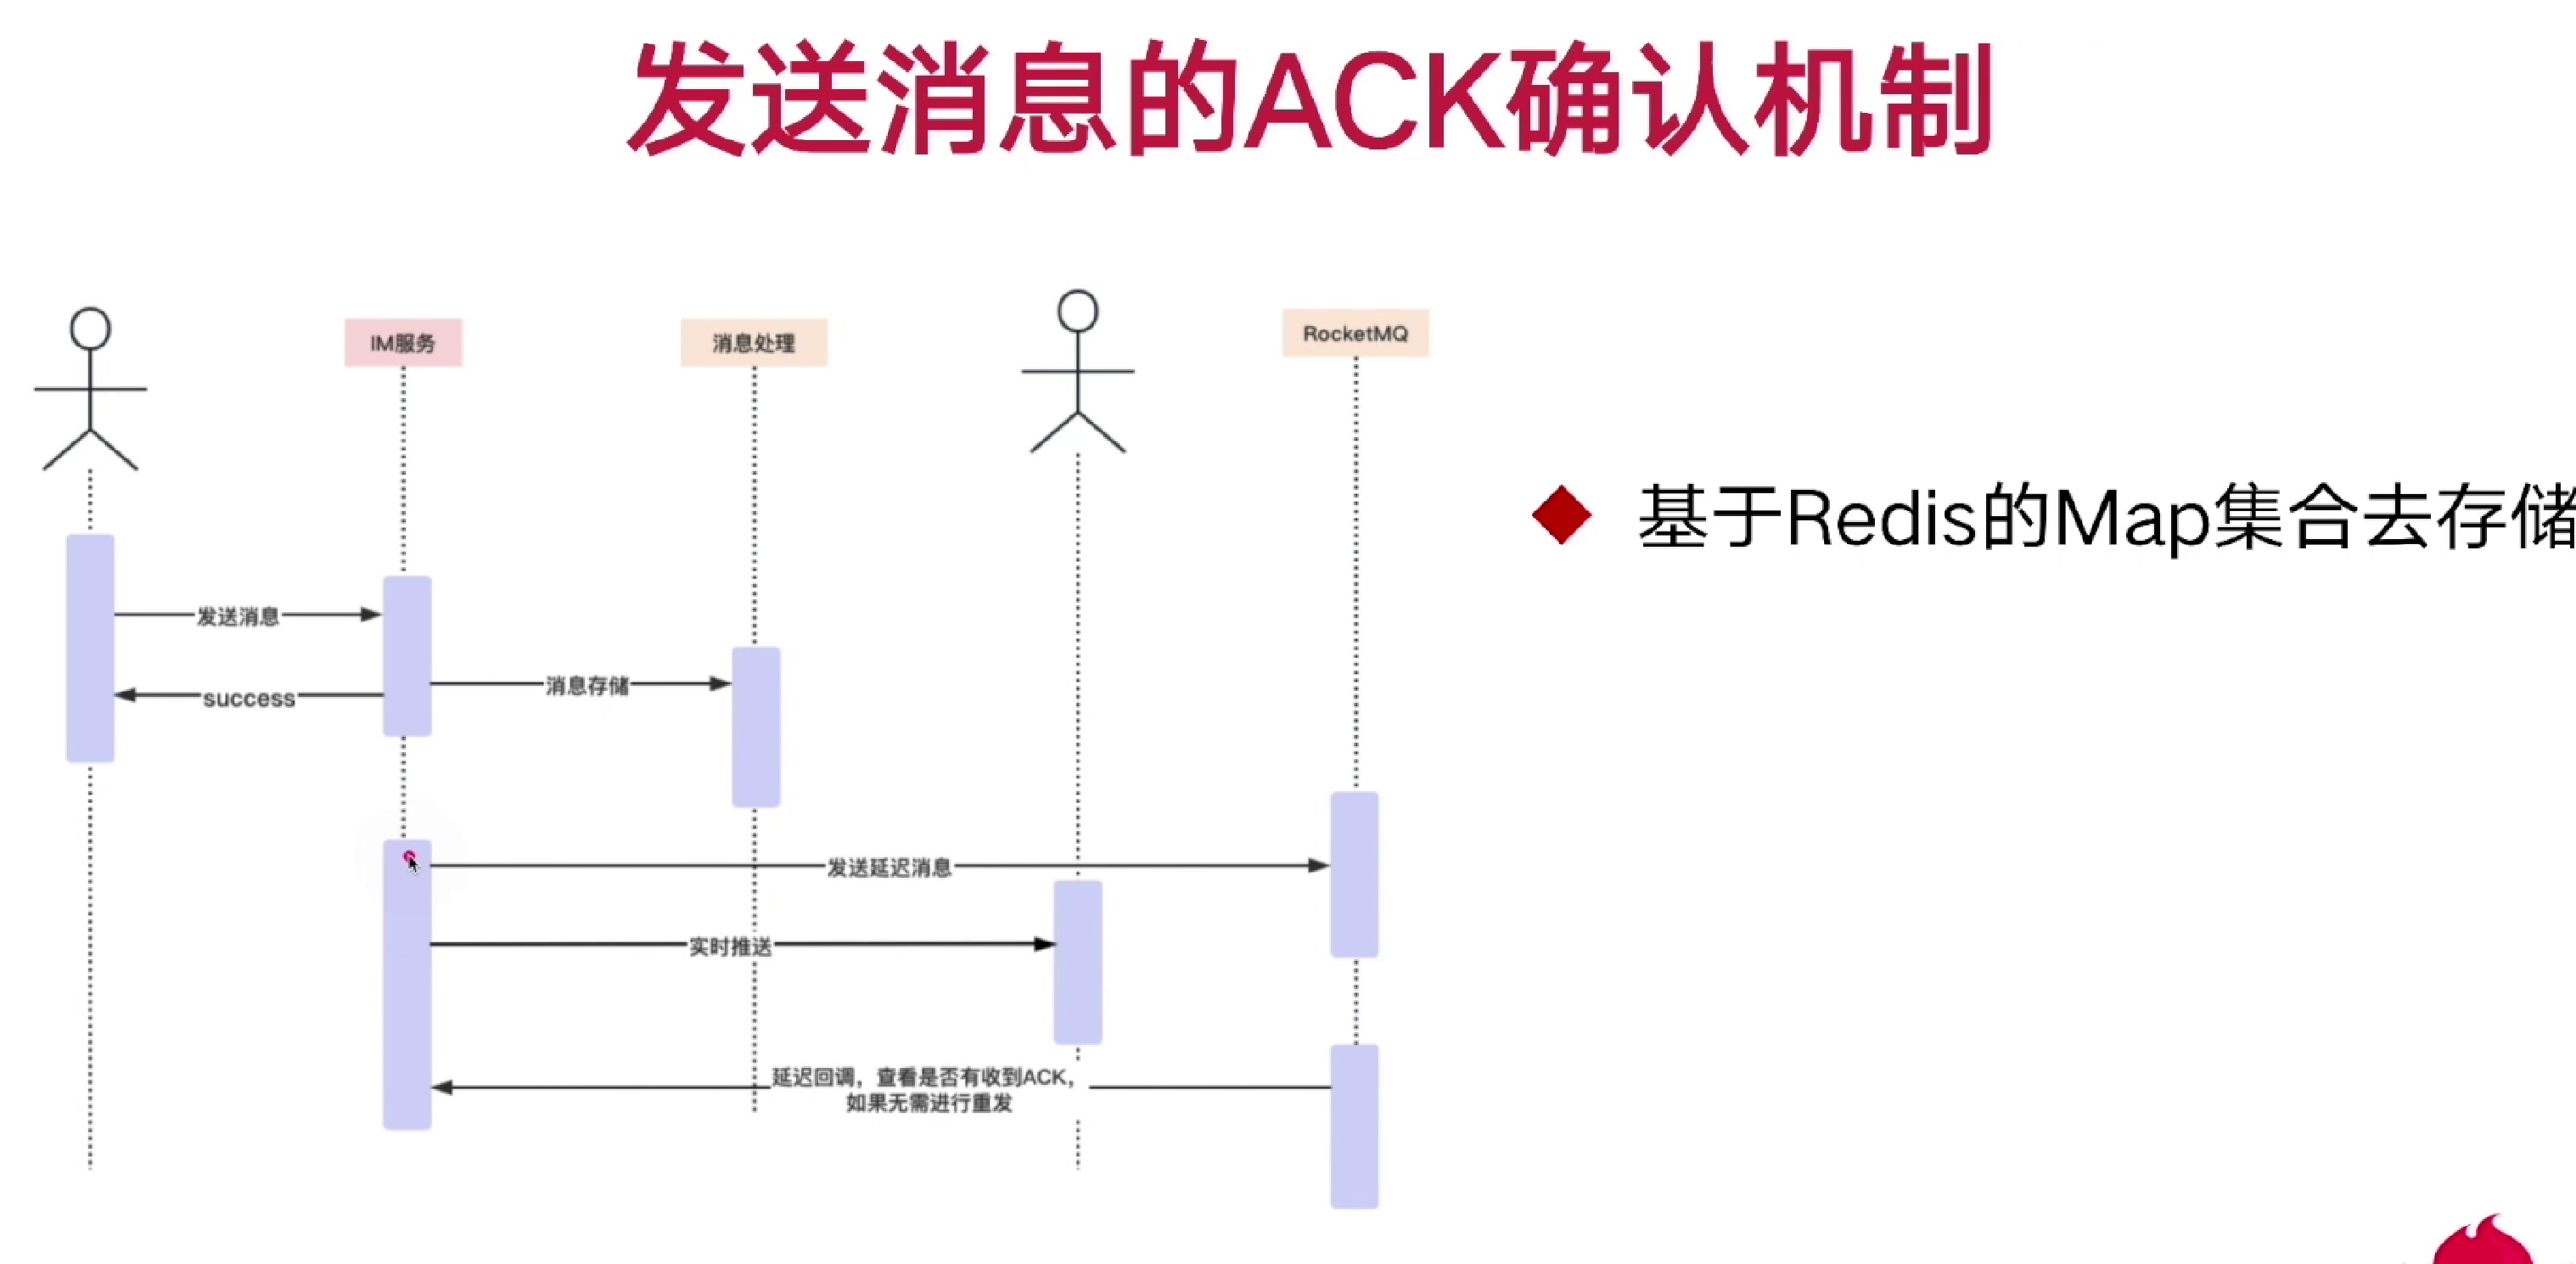 发送消息的ACK确认机制
IM服务
消息处理
RocketMQ
基于Redis的Map集合去存储
发送消息
消息存储
success
发送延迟消息
实时推送
延迟回调，查看是否有收到ACK，
如果无需进行重发